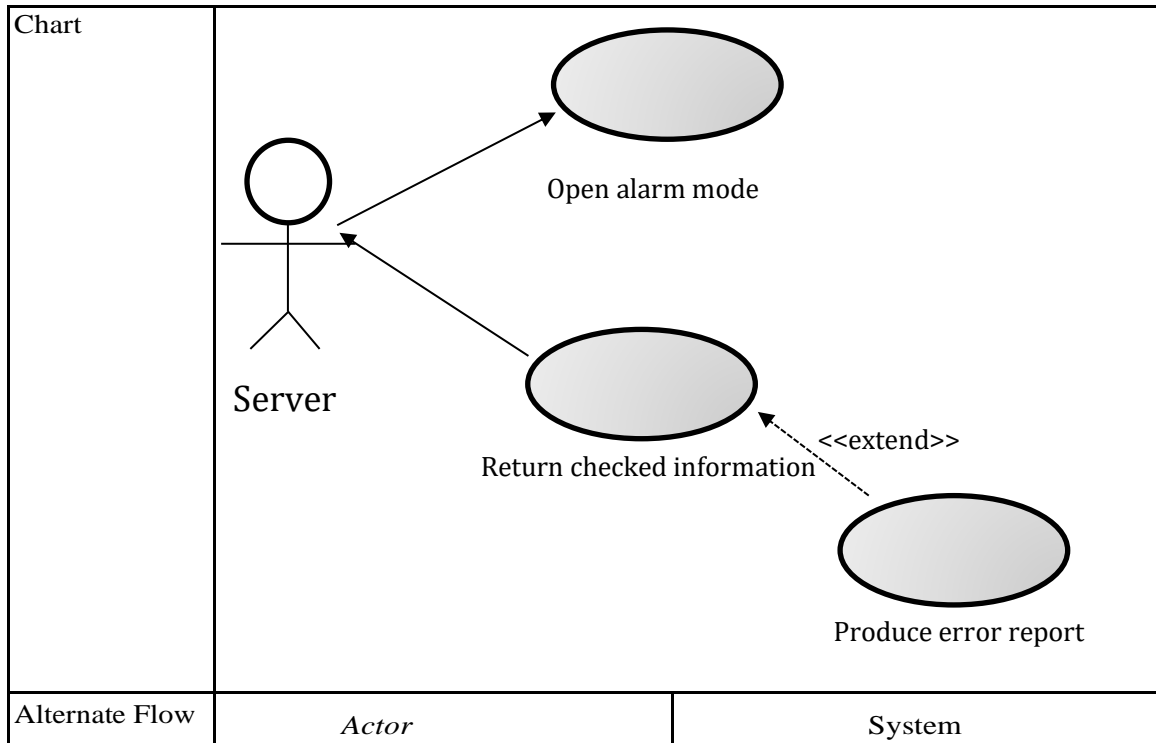 Chart
Open alarm mode
Server
Return checked information
<<extend>>
Produce error report
Alternate Flow
Actor
System